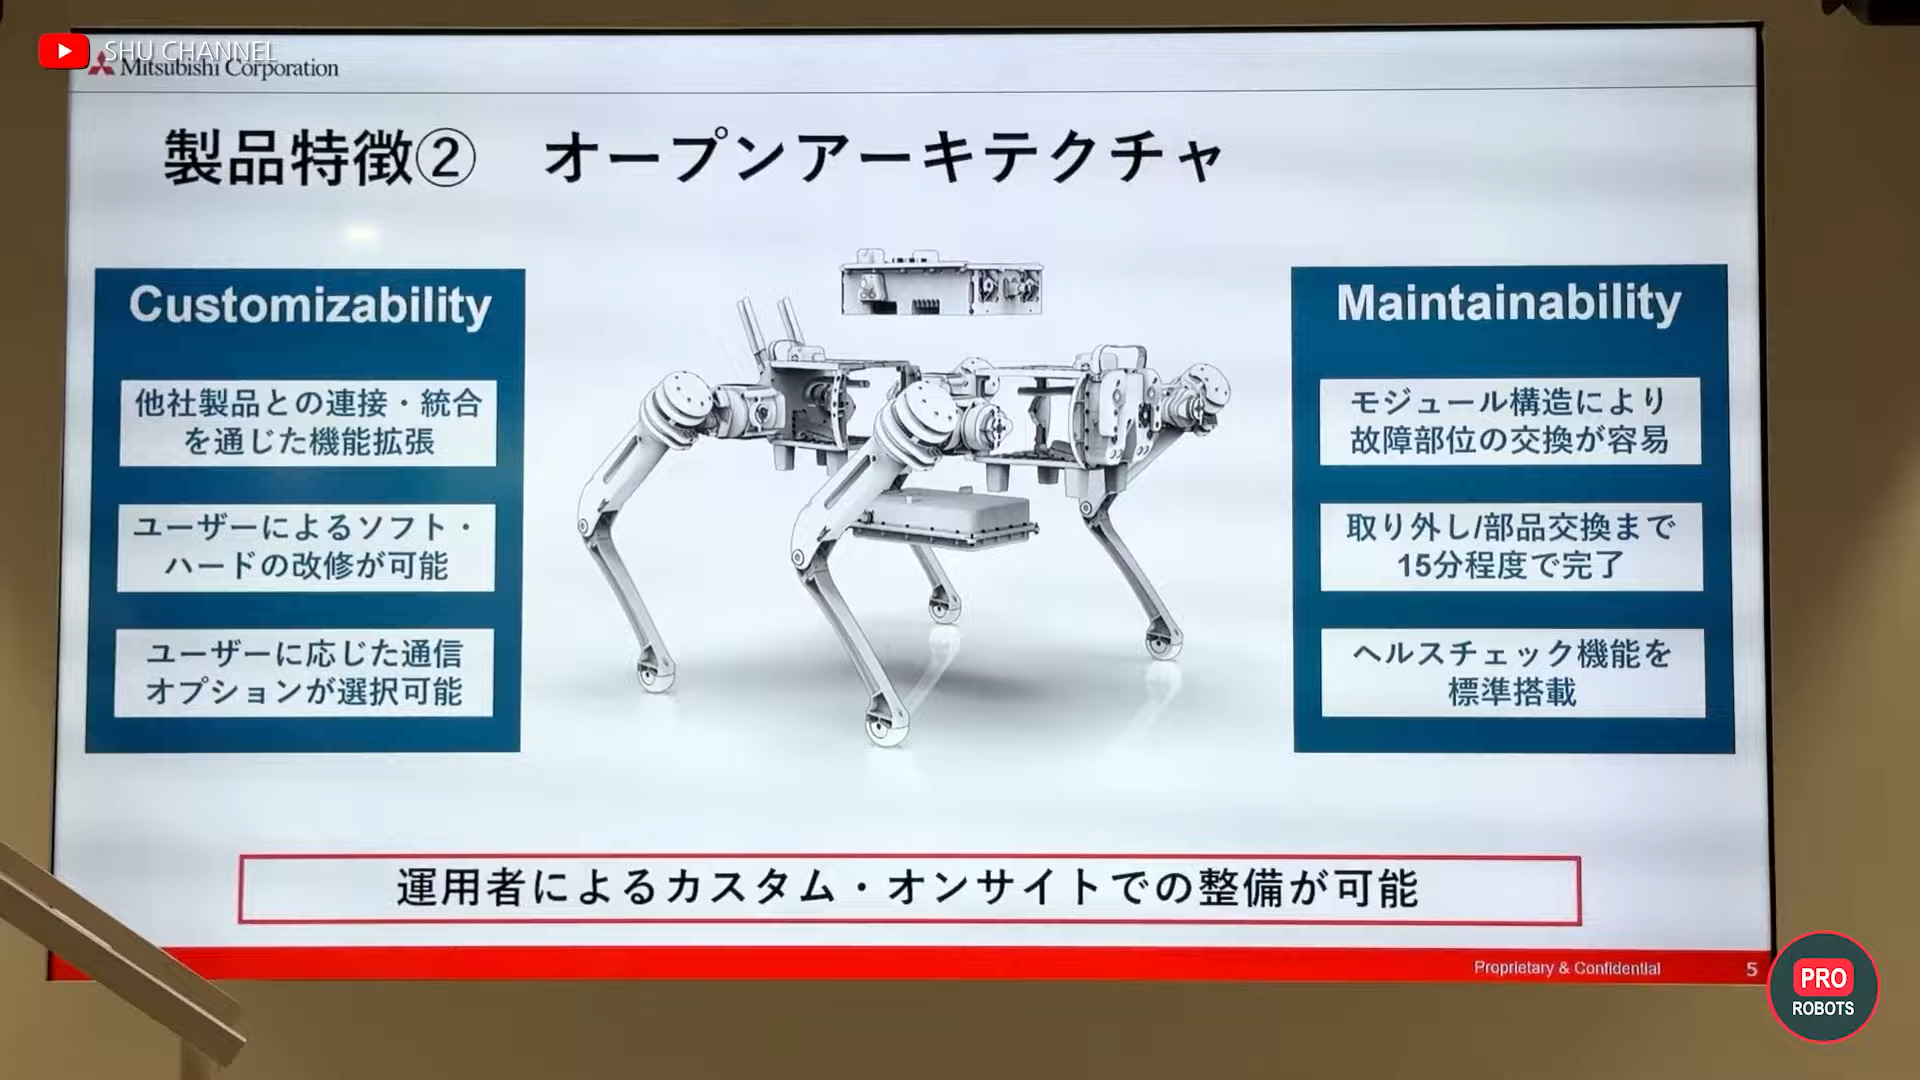 SHU CHANNEL
Mitsubishi Corporation
製品特徴② オープンアーキテクチャ
Customizability
他社製品との連接・統合
を通じた機能拡張
ユーザーによるソフト・
ハードの改修が可能
ユーザーに応じた通信
オプションが選択可能
Maintainability
モジュール構造により
故障部位の交換が容易
取り外し/部品交換まで
15分程度で完了
ヘルスチェック機能を
標準搭載
運用者によるカスタム・オンサイトでの整備が可能
Proprietary & Confidential 5
PRO
ROBOTS